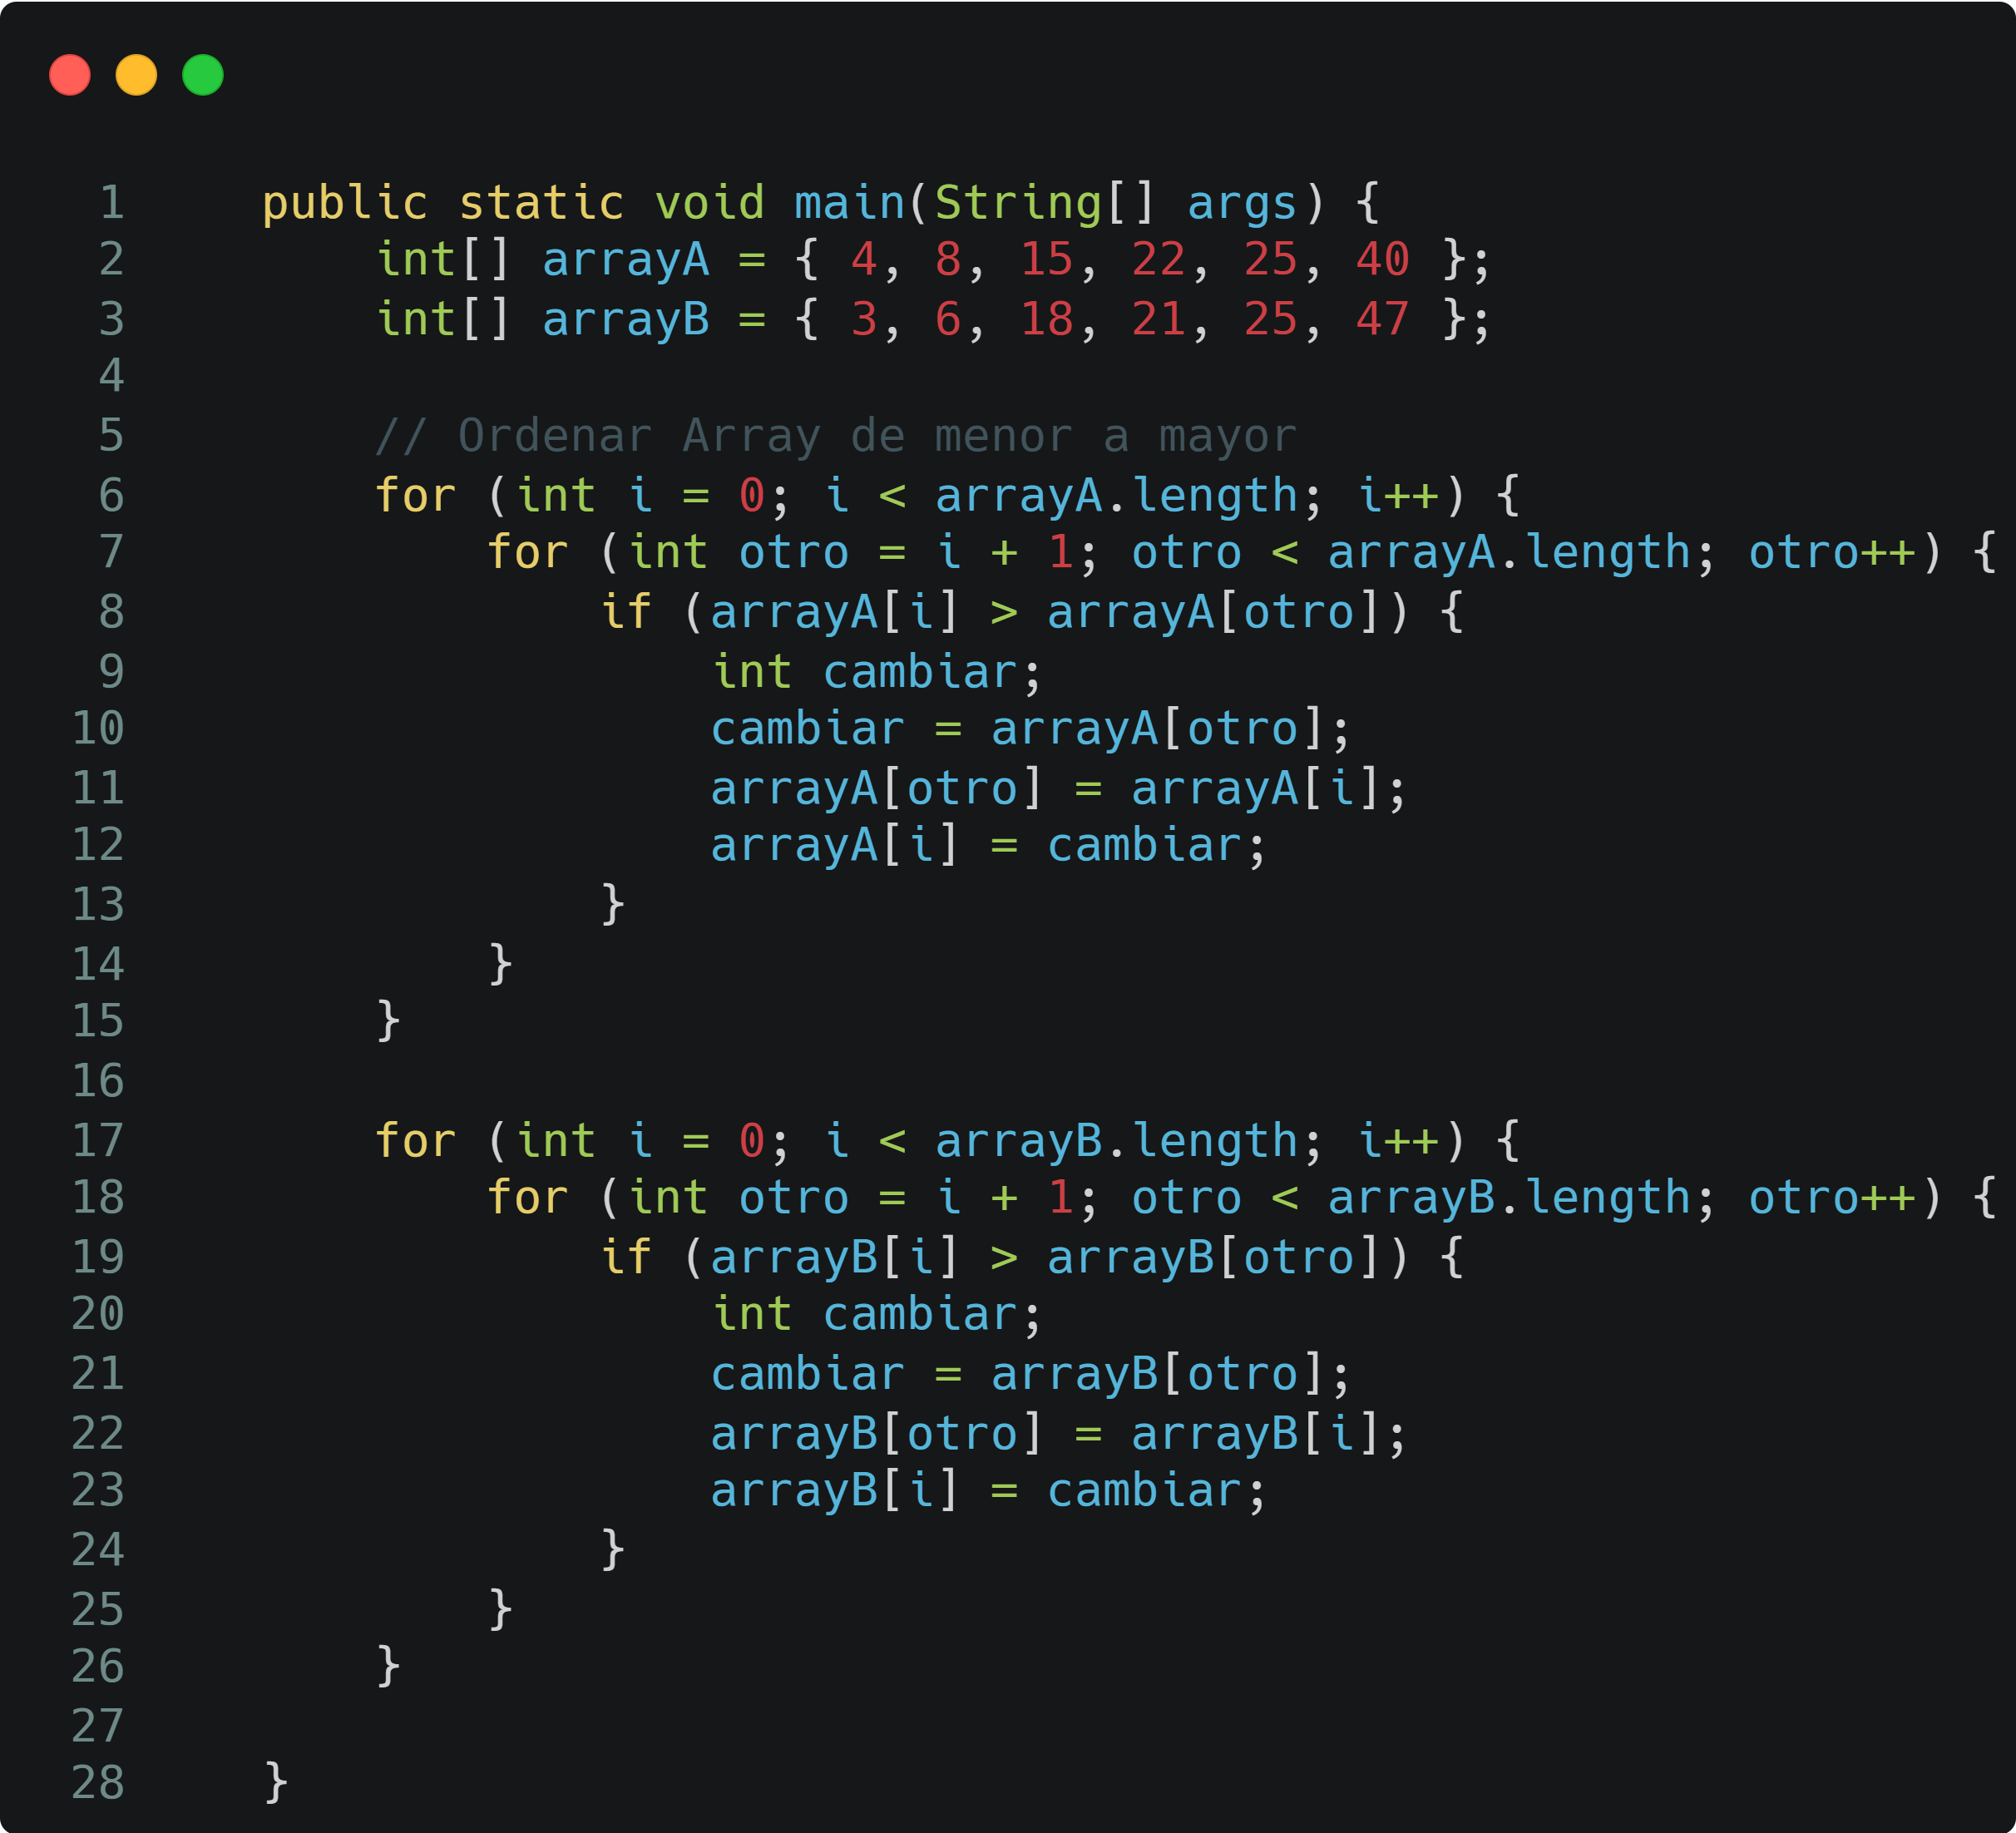 1 public static void main(String[] args) {
2 int[] arrayA = { 4, 8, 15, 22, 25, 40 };
3 int[] arrayB = { 3, 6, 18, 21, 25, 47 };
4
5 // Ordenar Array de menor a mayor
6 for (int i = 0; i < arrayA.length; i++) {
7 for (int otro = i + 1; otro < arrayA.length; otro++) {
8 if (arrayA[i] > arrayA[otro]) {
9 int cambiar;
10 cambiar = arrayA[otro];
11 arrayA[otro] = arrayA[i];
12 arrayA[i] = cambiar;
13 }
14 }
15 }
16
17 for (int i = 0; i < arrayB.length; i++) {
18 for (int otro = i + 1; otro < arrayB.length; otro++) {
19 if (arrayB[i] > arrayB[otro]) {
20 int cambiar;
21 cambiar = arrayB[otro];
22 arrayB[otro] = arrayB[i];
23 arrayB[i] = cambiar;
24 }
25 }
26 }
27
28 }